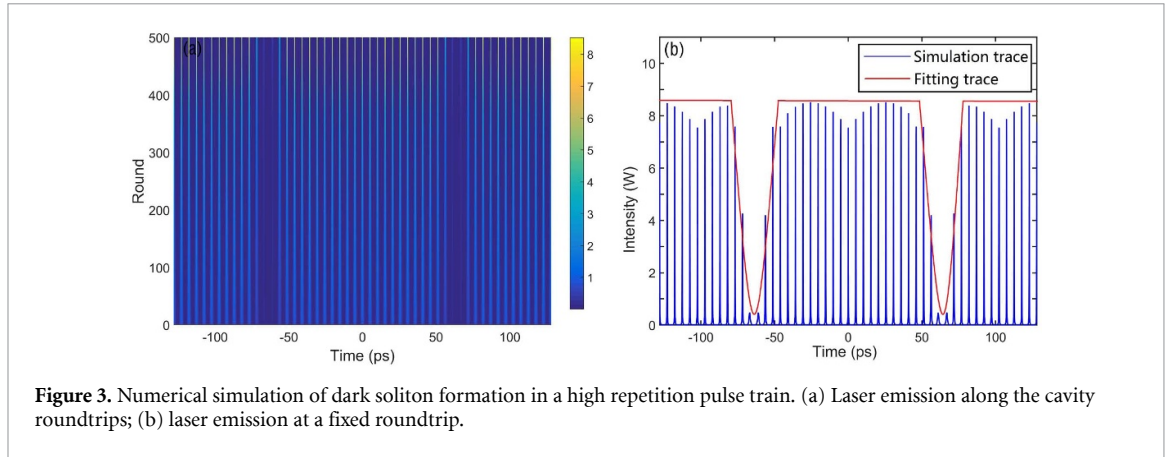 (a)
500
400
300
200
100
0
Round
-100 -50 0 50 100
Time (ps)
8
7
6
5
4
3
2
1
(b)
Simulation trace
Fitting trace
10
8
6
4
2
0
Intensity (W)
-100 -50 0 50 100
Time (ps)
Figure 3. Numerical simulation of dark soliton formation in a high repetition pulse train. (a) Laser emission along the cavity
roundtrips; (b) laser emission at a fixed roundtrip.